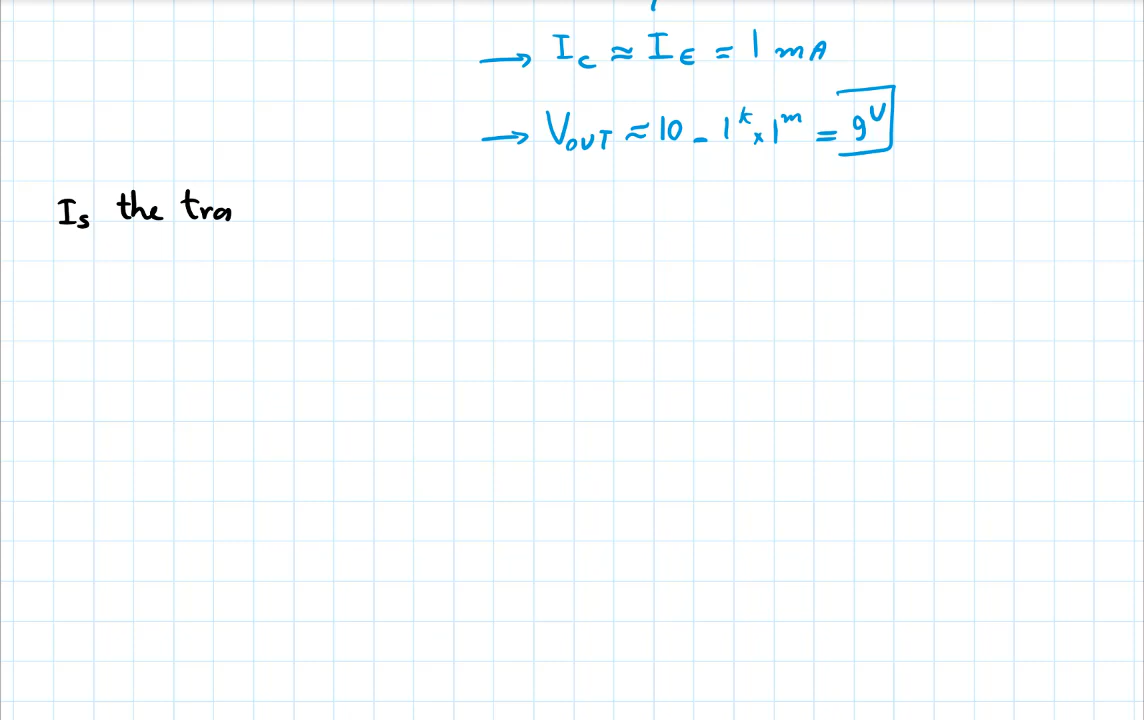 → I_C ≈ I_E = 1 mA
→ V_OUT ≈ 10 - 1^k × 1^m = 9^V
Is the tra